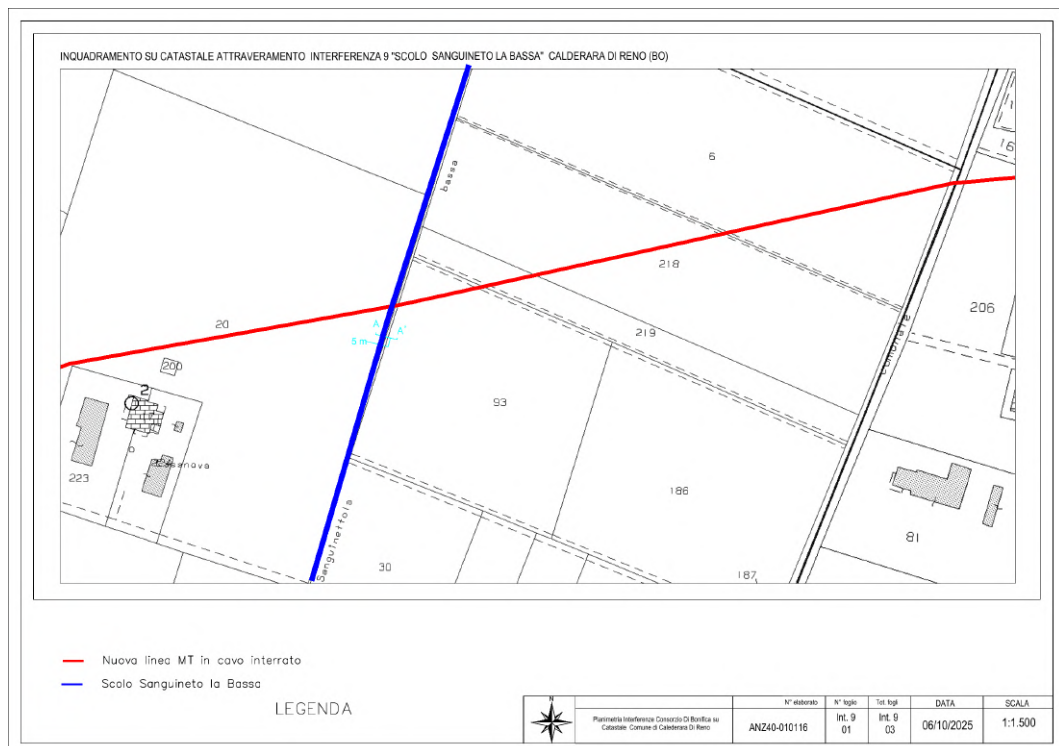 INQUADRAMENTO SU CATASTALE ATTRAVERAMENTO INTERFERENZA 9 "SCOLO SANGUINETO LA BASSA" CALDERARA DI RENO (BO)
6
16
bassa
218
206
20
219
comunale
A A'
5 m
200
2
93
223
186
81
Sanguinettola
30
187
Nuova linea MT in cavo interrato
Scolo Sanguineto la Bassa
LEGENDA
N
Planimetria Interferenze Consorzio Di Bonifica su
Catastale Comune di Calederara Di Reno
N° elaborato
ANZ40-010116
N° foglio
Int. 9
01
Tot. fogli
Int. 9
03
DATA
06/10/2025
SCALA
1:1.500